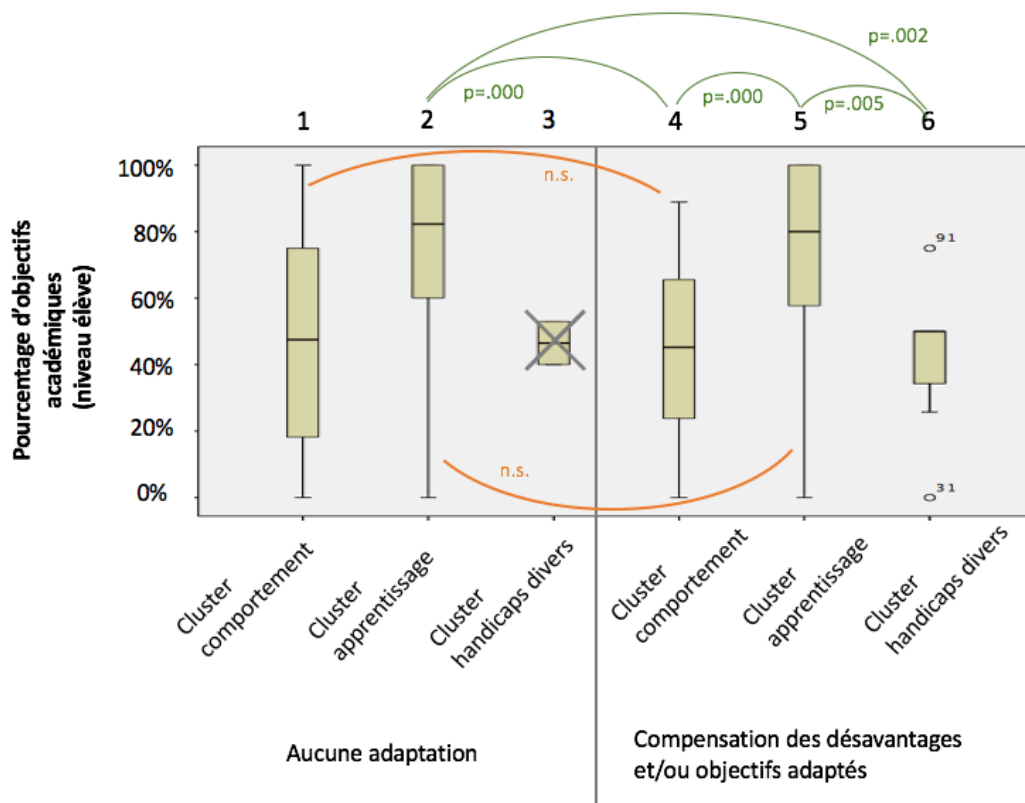 p=.002
p=.000
p=.000
p=.005
1 2 3 4 5 6
Pourcentage d'objectifs
académiques
(niveau élève)
100%
80%
60%
40%
20%
0%
n.s.
n.s.
91
31
Cluster
comportement
Cluster
apprentissage
Cluster
handicaps divers
Cluster
comportement
Cluster
apprentissage
Cluster
handicaps divers
Aucune adaptation
Compensation des désavantages
et/ou objectifs adaptés